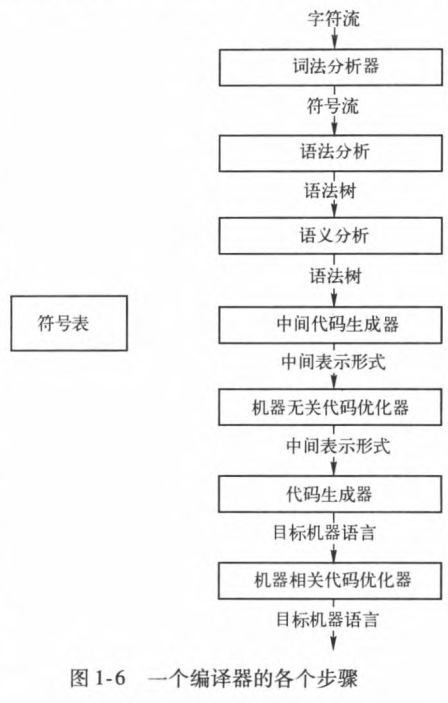 字符流
词法分析器
符号流
语法分析
语法树
语义分析
语法树
符号表
中间代码生成器
中间表示形式
机器无关代码优化器
中间表示形式
代码生成器
目标机器语言
机器相关代码优化器
目标机器语言
图 1-6 一个编译器的各个步骤